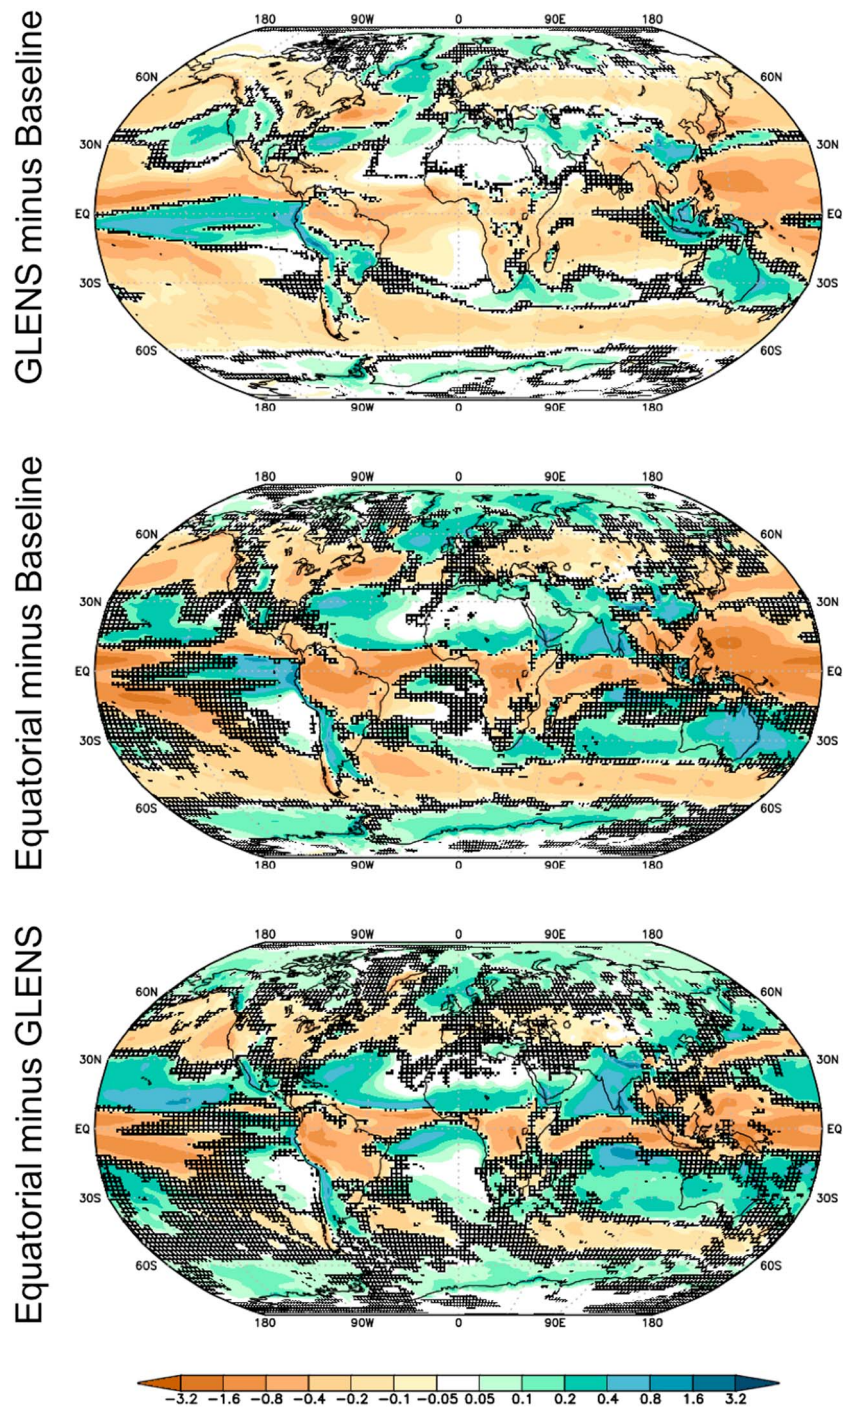 GLENS minus Baseline
180 90W 0 90E 180
60N 60N
30N 30N
EQ EQ
30S 30S
60S 60S
180 90W 0 90E 180
Equatorial minus Baseline
180 90W 0 90E 180
60N 60N
30N 30N
EQ EQ
30S 30S
60S 60S
180 90W 0 90E 180
Equatorial minus GLENS
180 90W 0 90E 180
60N 60N
30N 30N
EQ EQ
30S 30S
60S 60S
180 90W 0 90E 180
-3.2 -1.6 -0.8 -0.4 -0.2 -0.1 -0.05 0.05 0.1 0.2 0.4 0.8 1.6 3.2